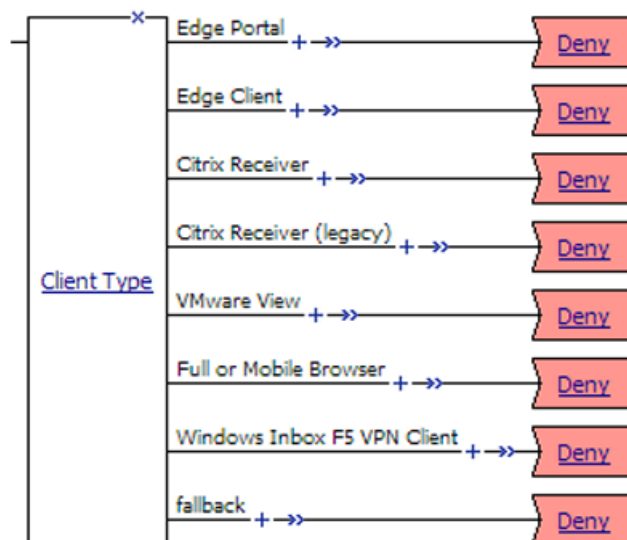 Edge Portal
Deny
Edge Client
Deny
Citrix Receiver
Deny
Citrix Receiver (legacy)
Deny
Client Type
VMware View
Deny
Full or Mobile Browser
Deny
Windows Inbox F5 VPN Client
Deny
fallback
Deny